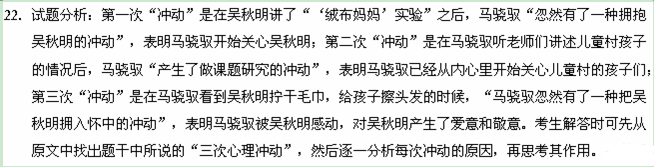 22. 试题分析：第一次“冲动”是在吴秋明讲了“‘绒布妈妈’实验”之后，马骁驭“忽然有了一种拥抱
吴秋明的冲动”，表明马骁驭开始关心吴秋明；第二次“冲动”是在马骁驭听老师们讲述儿童村孩子
的情况后，马骁驭“产生了做课题研究的冲动”，表明马骁驭已经从内心里开始关心儿童村的孩子们；
第三次“冲动”是在马骁驭看到吴秋明拧干毛巾，给孩子擦头发的时候，“马骁驭忽然有了一种把吴
秋明拥入怀中的冲动”，表明马骁驭被吴秋明感动，对吴秋明产生了爱意和敬意。考生解答时可先从
原文中找出题干中所说的“三次心理冲动”，然后逐一分析每次冲动的原因，再思考其作用。